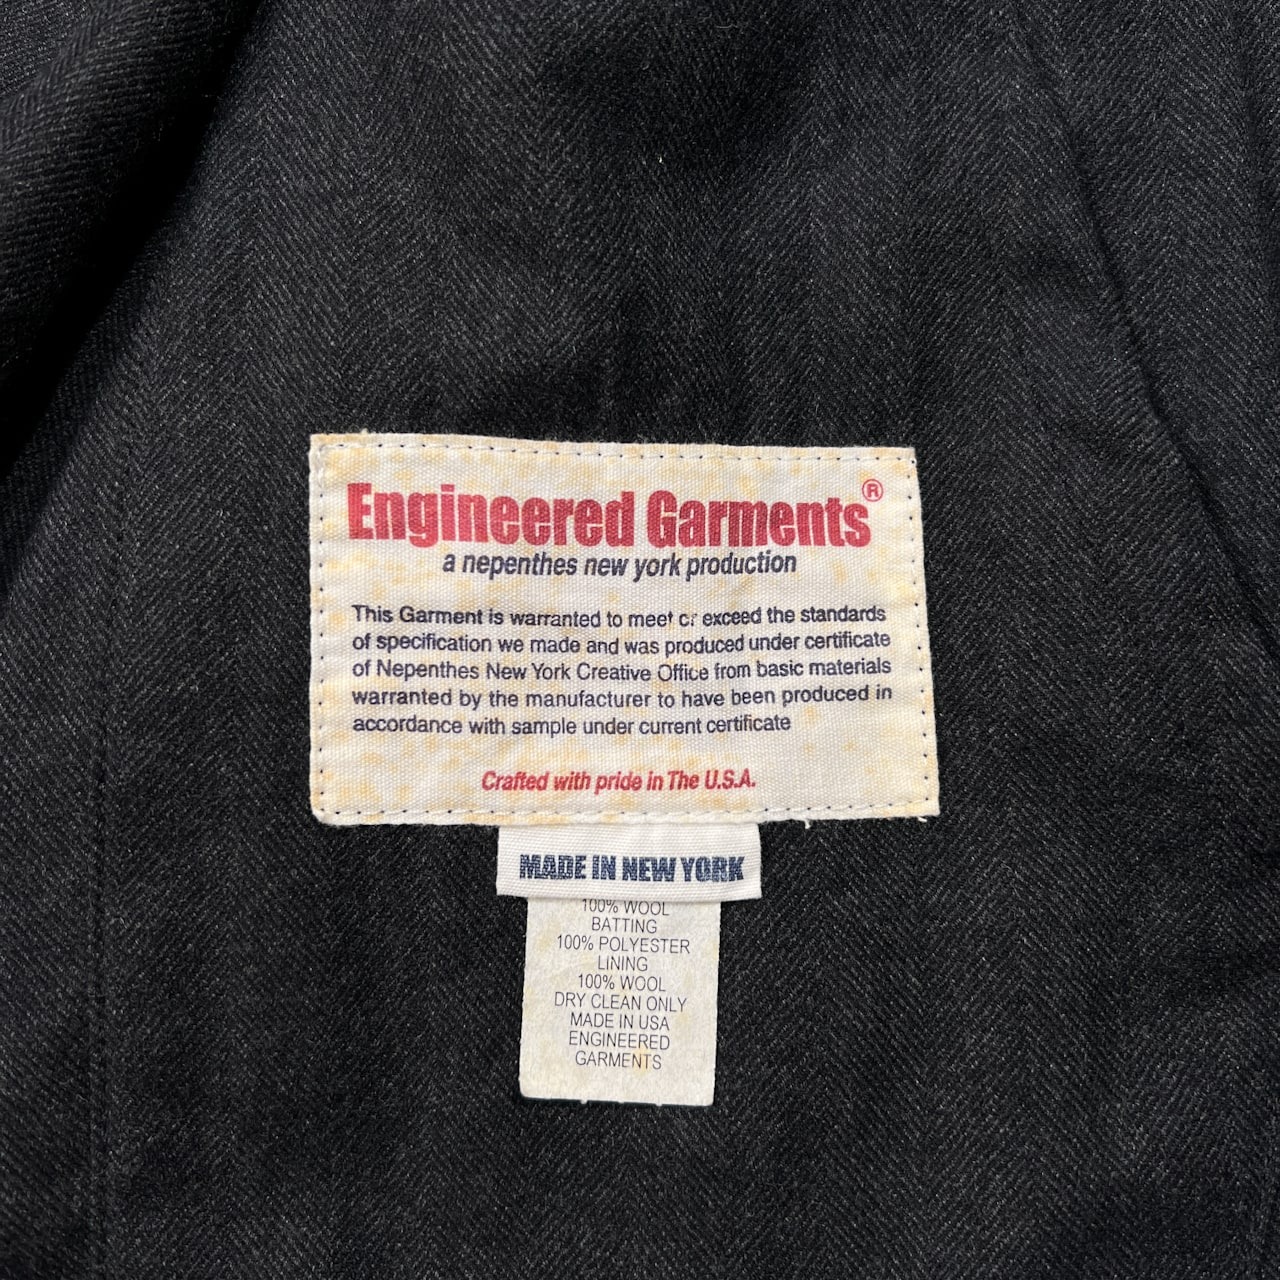 Engineered Garments®
a nepenthes new york production
This Garment is warranted to meet or exceed the standards
of specification we made and was produced under certificate
of Nepenthes New York Creative Office from basic materials
warranted by the manufacturer to have been produced in
accordance with sample under current certificate
Crafted with pride in The U.S.A.
MADE IN NEW YORK
100% WOOL
BATTING
100% POLYESTER
LINING
100% WOOL
DRY CLEAN ONLY
MADE IN USA
ENGINEERED
GARMENTS